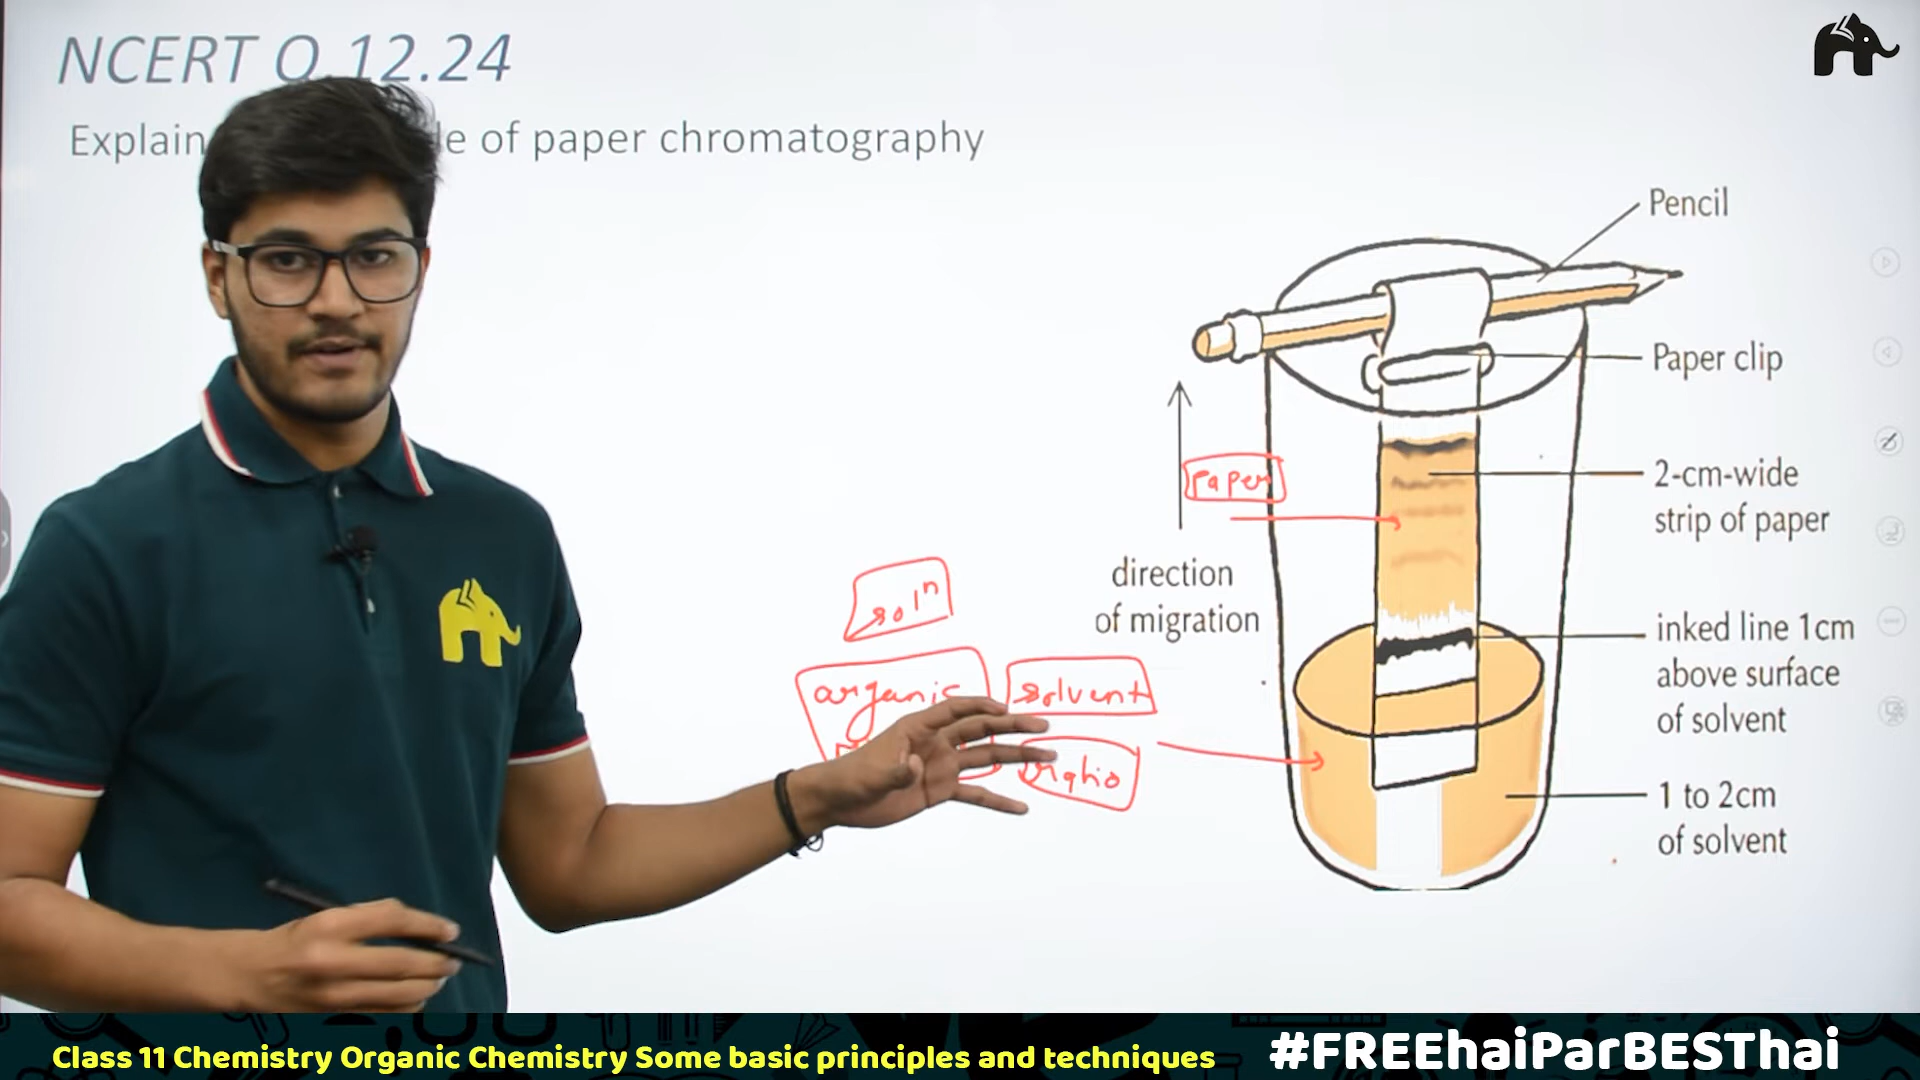 NCERT Q 12.24
Explain
of paper chromatography
Pencil
Paper clip
paper
2-cm-wide
strip of paper
direction
of migration
solⁿ
inked line 1cm
above surface
of solvent
organic
solvent
ratio
1 to 2cm
of solvent
Class 11 Chemistry Organic Chemistry Some basic principles and techniques
#FREEhaiParBESThai